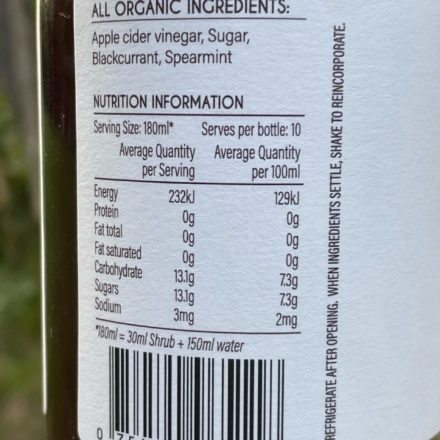 ALL ORGANIC INGREDIENTS:
Apple cider vinegar, Sugar,
Blackcurrant, Spearmint
NUTRITION INFORMATION
Serving Size: 180ml* Serves per bottle: 10
Average Quantity per Serving Average Quantity per 100ml
Energy 232kJ 129kJ
Protein 0g 0g
Fat total 0g 0g
Fat saturated 0g 0g
Carbohydrate 13.1g 7.3g
Sugars 13.1g 7.3g
Sodium 3mg 2mg
*180ml = 30ml Shrub + 150ml water
REFRIGERATE AFTER OPENING. WHEN INGREDIENTS SETTLE, SHAKE TO REINCORPORATE.